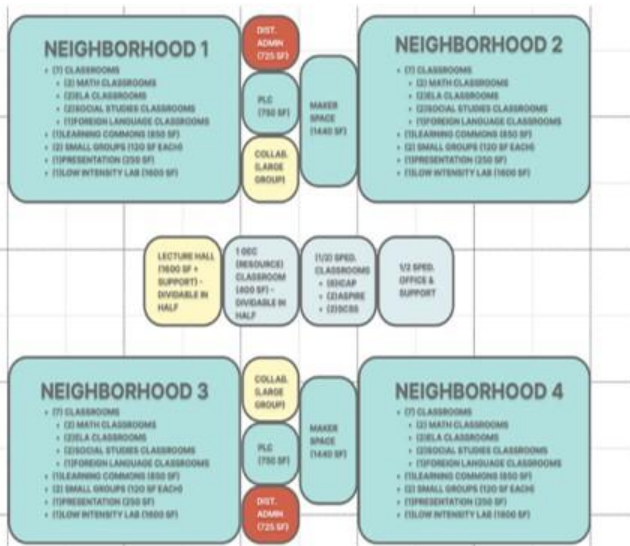 NEIGHBORHOOD 1
(7) CLASSROOMS
(2) MATH CLASSROOMS
(2)ELA CLASSROOMS
(2)SOCIAL STUDIES CLASSROOMS
(1)FOREIGN LANGUAGE CLASSROOMS
(1)LEARNING COMMONS (850 SF)
(2) SMALL GROUPS (120 SF EACH)
(1)PRESENTATION (250 SF)
(1)LOW INTENSITY LAB (1600 SF)
DIST.
ADMIN
(725 SF)
PLC
(750 SF)
COLLAB.
(LARGE
GROUP)
MAKER
SPACE
(1440 SF)
NEIGHBORHOOD 2
(7) CLASSROOMS
(2) MATH CLASSROOMS
(2)ELA CLASSROOMS
(2)SOCIAL STUDIES CLASSROOMS
(1)FOREIGN LANGUAGE CLASSROOMS
(1)LEARNING COMMONS (850 SF)
(2) SMALL GROUPS (120 SF EACH)
(1)PRESENTATION (250 SF)
(1)LOW INTENSITY LAB (1600 SF)
LECTURE HALL
(1600 SF +
SUPPORT) -
DIVIDABLE IN
HALF
(RESOURCE)
CLASSROOM
(800 SF) -
DIVIDABLE IN
HALF
(1/2) SPED.
CLASSROOMS
(6)ICAP
(2)ASPIRE
(2)SCBS
1/2 SPED.
OFFICE &
SUPPORT
NEIGHBORHOOD 3
(7) CLASSROOMS
(2) MATH CLASSROOMS
(2)ELA CLASSROOMS
(2)SOCIAL STUDIES CLASSROOMS
(1)FOREIGN LANGUAGE CLASSROOMS
(1)LEARNING COMMONS (850 SF)
(2) SMALL GROUPS (120 SF EACH)
(1)PRESENTATION (250 SF)
(1)LOW INTENSITY LAB (1600 SF)
COLLAB.
(LARGE
GROUP)
PLC
(750 SF)
DIST.
ADMIN
(725 SF)
MAKER
SPACE
(1440 SF)
NEIGHBORHOOD 4
(7) CLASSROOMS
(2) MATH CLASSROOMS
(2)ELA CLASSROOMS
(2)SOCIAL STUDIES CLASSROOMS
(1)FOREIGN LANGUAGE CLASSROOMS
(1)LEARNING COMMONS (850 SF)
(2) SMALL GROUPS (120 SF EACH)
(1)PRESENTATION (250 SF)
(1)LOW INTENSITY LAB (1600 SF)